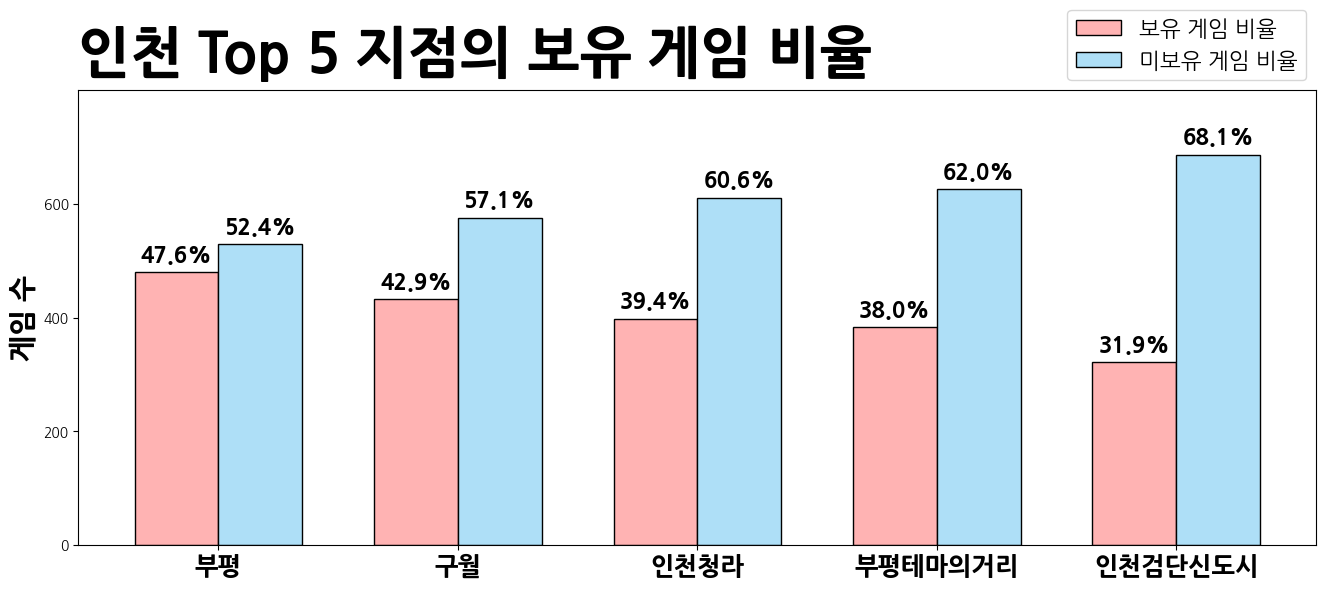 인천 Top 5 지점의 보유 게임 비율
보유 게임 비율
미보유 게임 비율
게임 수
600
400
200
0
47.6%
52.4%
42.9%
57.1%
39.4%
60.6%
38.0%
62.0%
31.9%
68.1%
부평
구월
인천청라
부평테마의거리
인천검단신도시